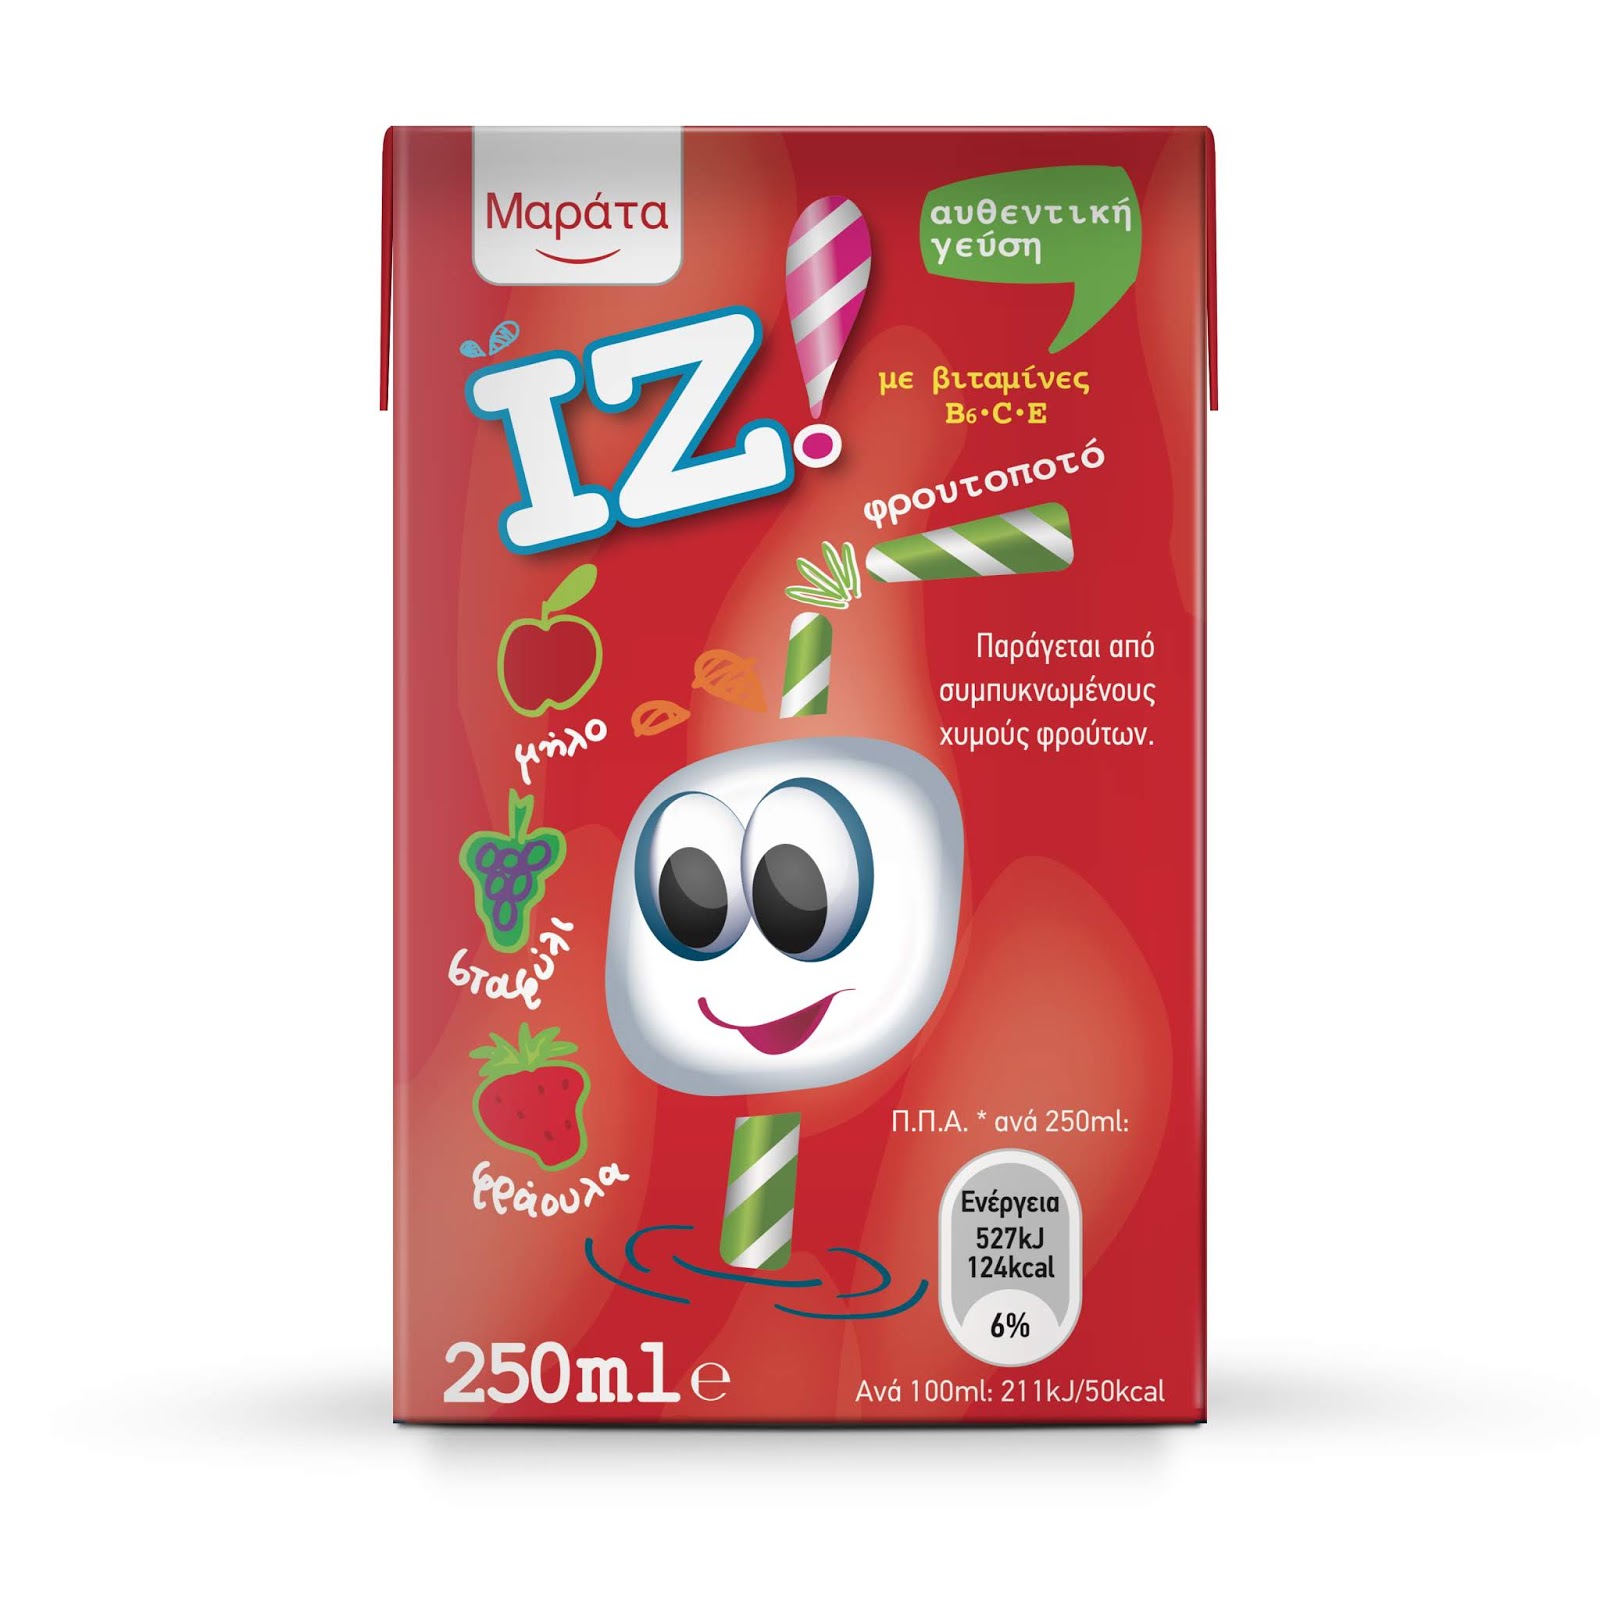 Μαράτα
αυθεντική
γεύση
IZ!
με βιταμίνες
B6•C•E
φρουτοποτό
Παράγεται από
συμπυκνωμένους
χυμούς φρούτων.
μήλο
σταφύλι
φράουλα
Π.Π.Α. * ανά 250ml:
Ενέργεια
527kJ
124kcal
6%
250ml e
Ανά 100ml: 211kJ/50kcal